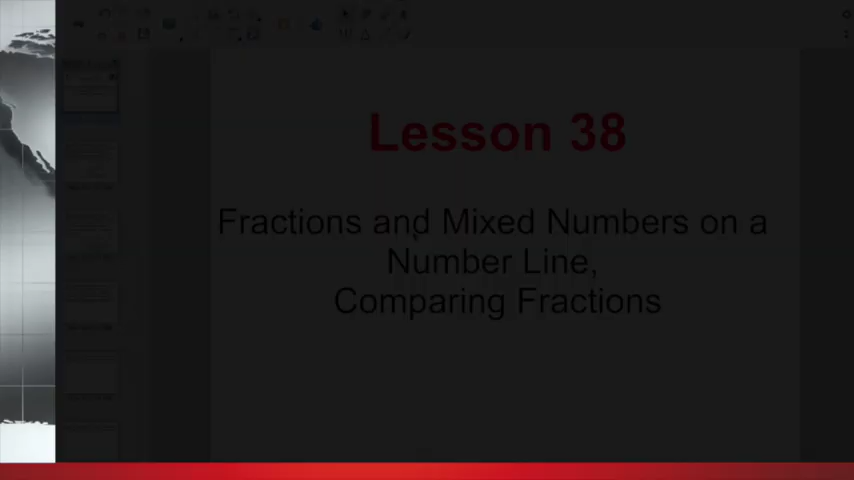 Lesson 38
Fractions and Mixed Numbers on a
Number Line,
Comparing Fractions